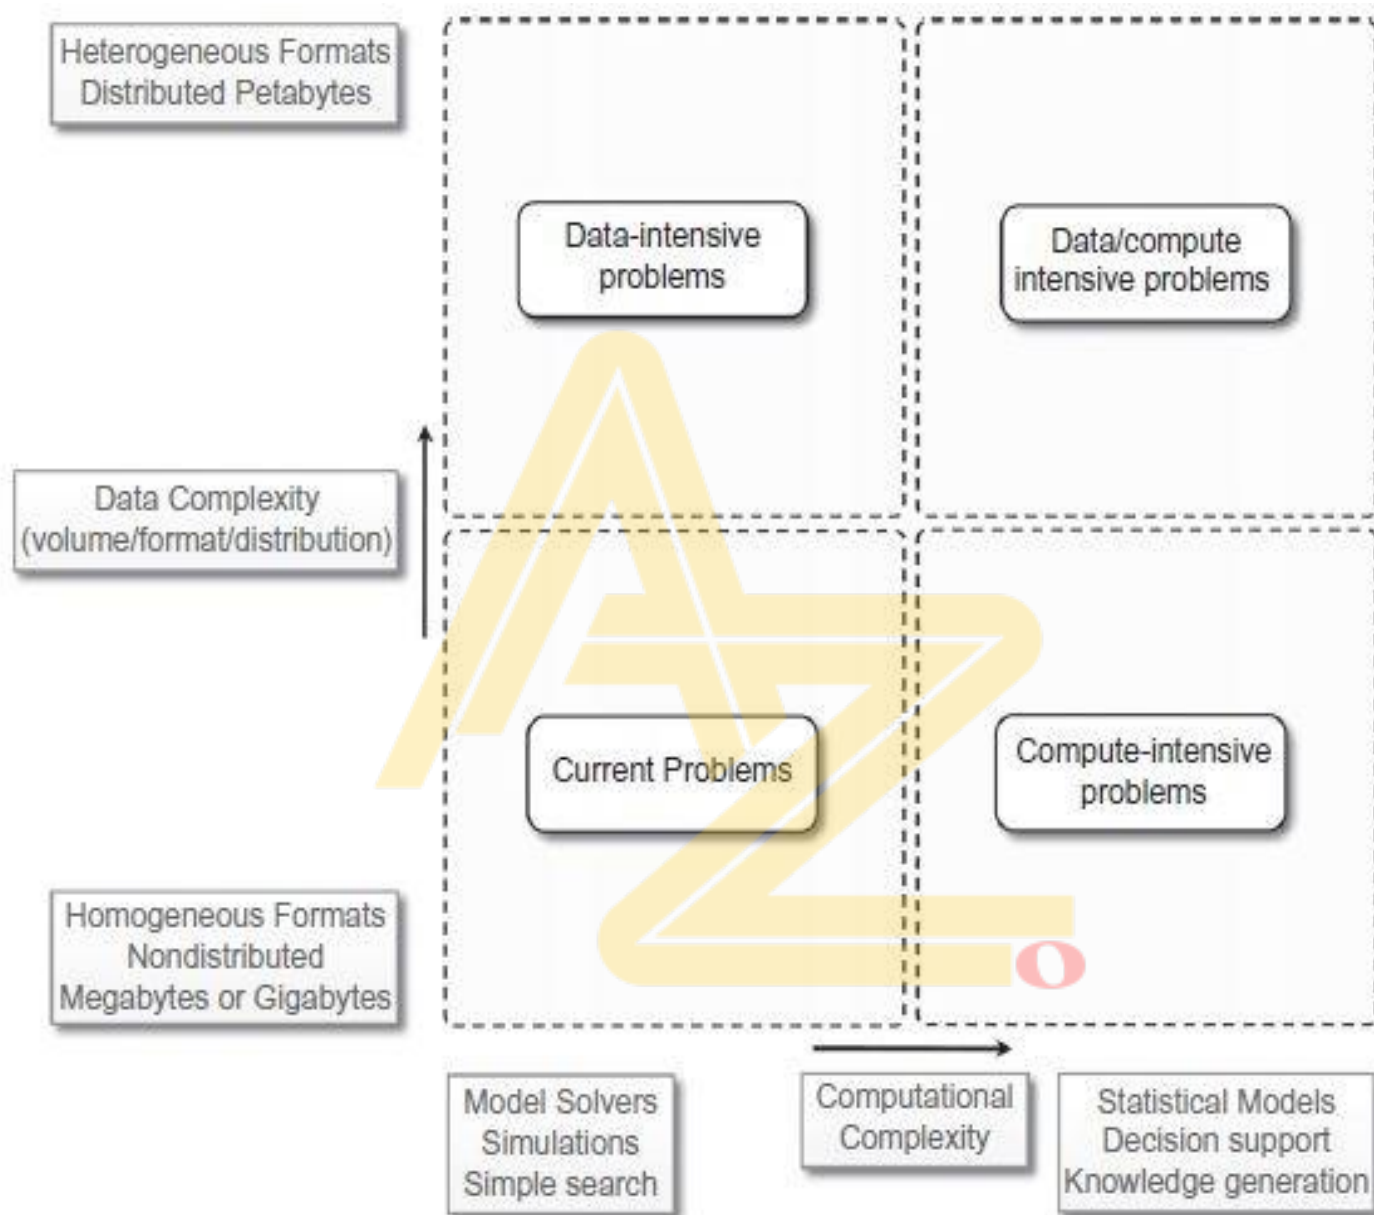 Heterogeneous Formats
Distributed Petabytes
Data-intensive
problems
Data/compute
intensive problems
Data Complexity
(volume/format/distribution)
Current Problems
Compute-intensive
problems
Homogeneous Formats
Nondistributed
Megabytes or Gigabytes
Model Solvers
Simulations
Simple search
Computational
Complexity
Statistical Models
Decision support
Knowledge generation
AZ.
o